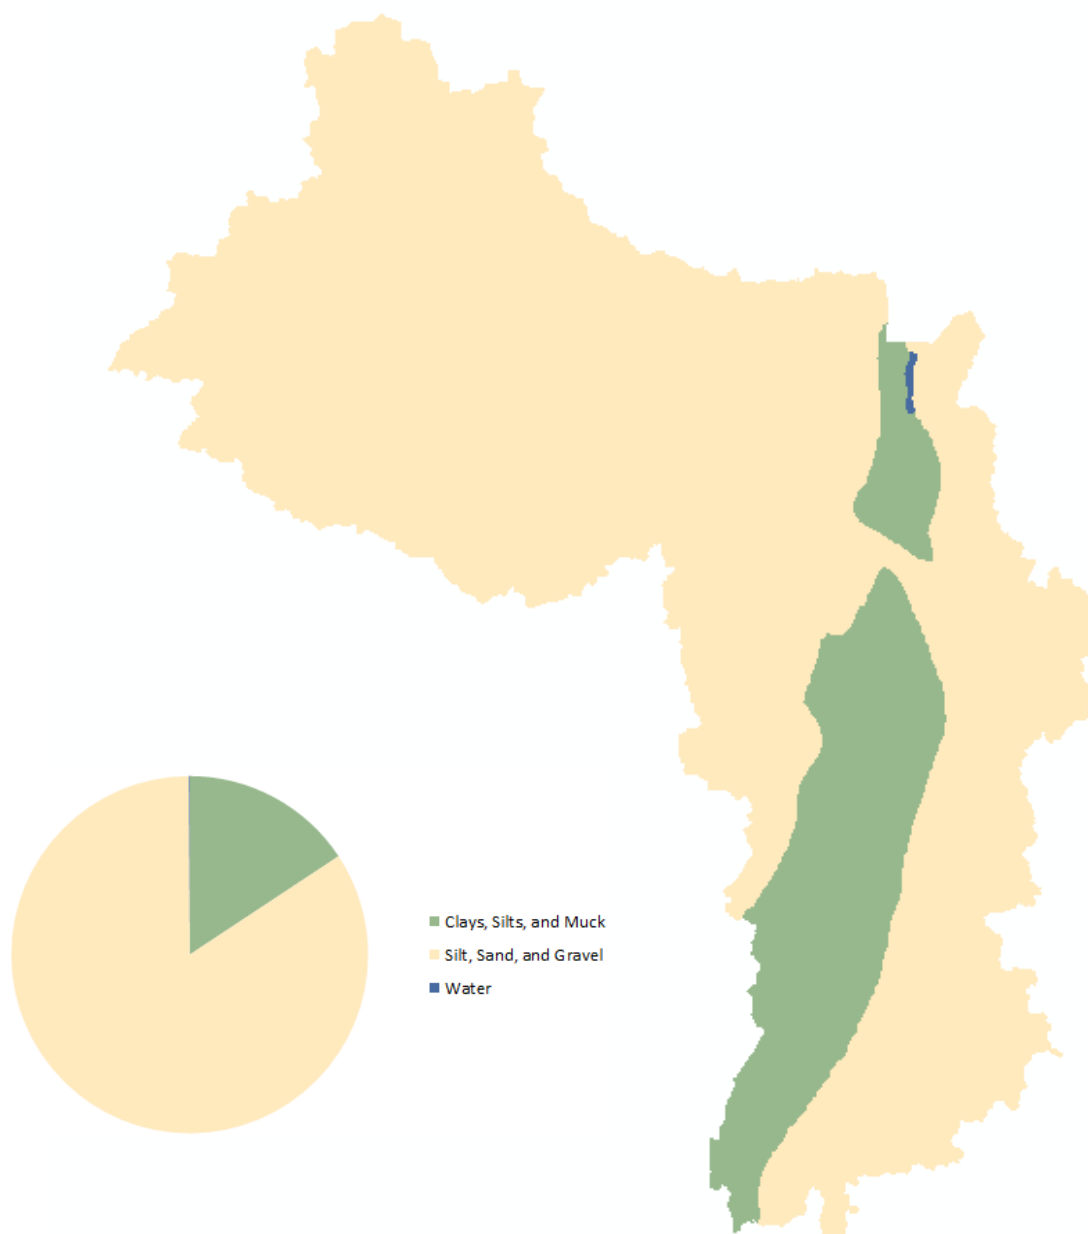 Clays, Silts, and Muck
Silt, Sand, and Gravel
Water